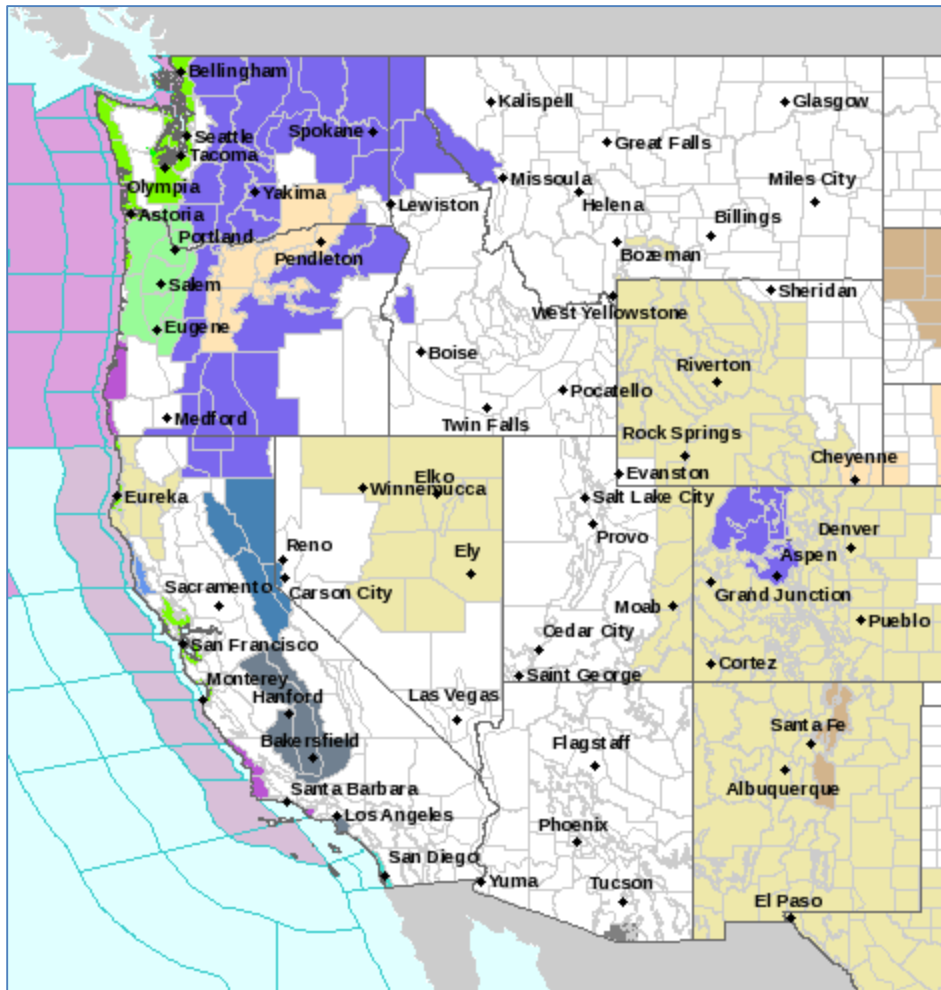 Bellingham
Kalispell
Glasgow
Seattle
Spokane
Great Falls
Tacoma
Olympia
Yakima
Missoula
Miles City
Lewiston
Helena
Astoria
Billings
Portland
Pendleton
Bozeman
Salem
Sheridan
West Yellowstone
Eugene
Boise
Riverton
Pocatello
Medford
Twin Falls
Rock Springs
Cheyenne
Elko
Evanston
Winnemucca
Eureka
Salt Lake City
Denver
Provo
Reno
Ely
Aspen
Sacramento
Carson City
Grand Junction
Moab
Pueblo
Cedar City
San Francisco
Cortez
Saint George
Monterey
Hanford
Las Vegas
Santa Fe
Bakersfield
Flagstaff
Albuquerque
Santa Barbara
Los Angeles
Phoenix
San Diego
Yuma
Tucson
El Paso